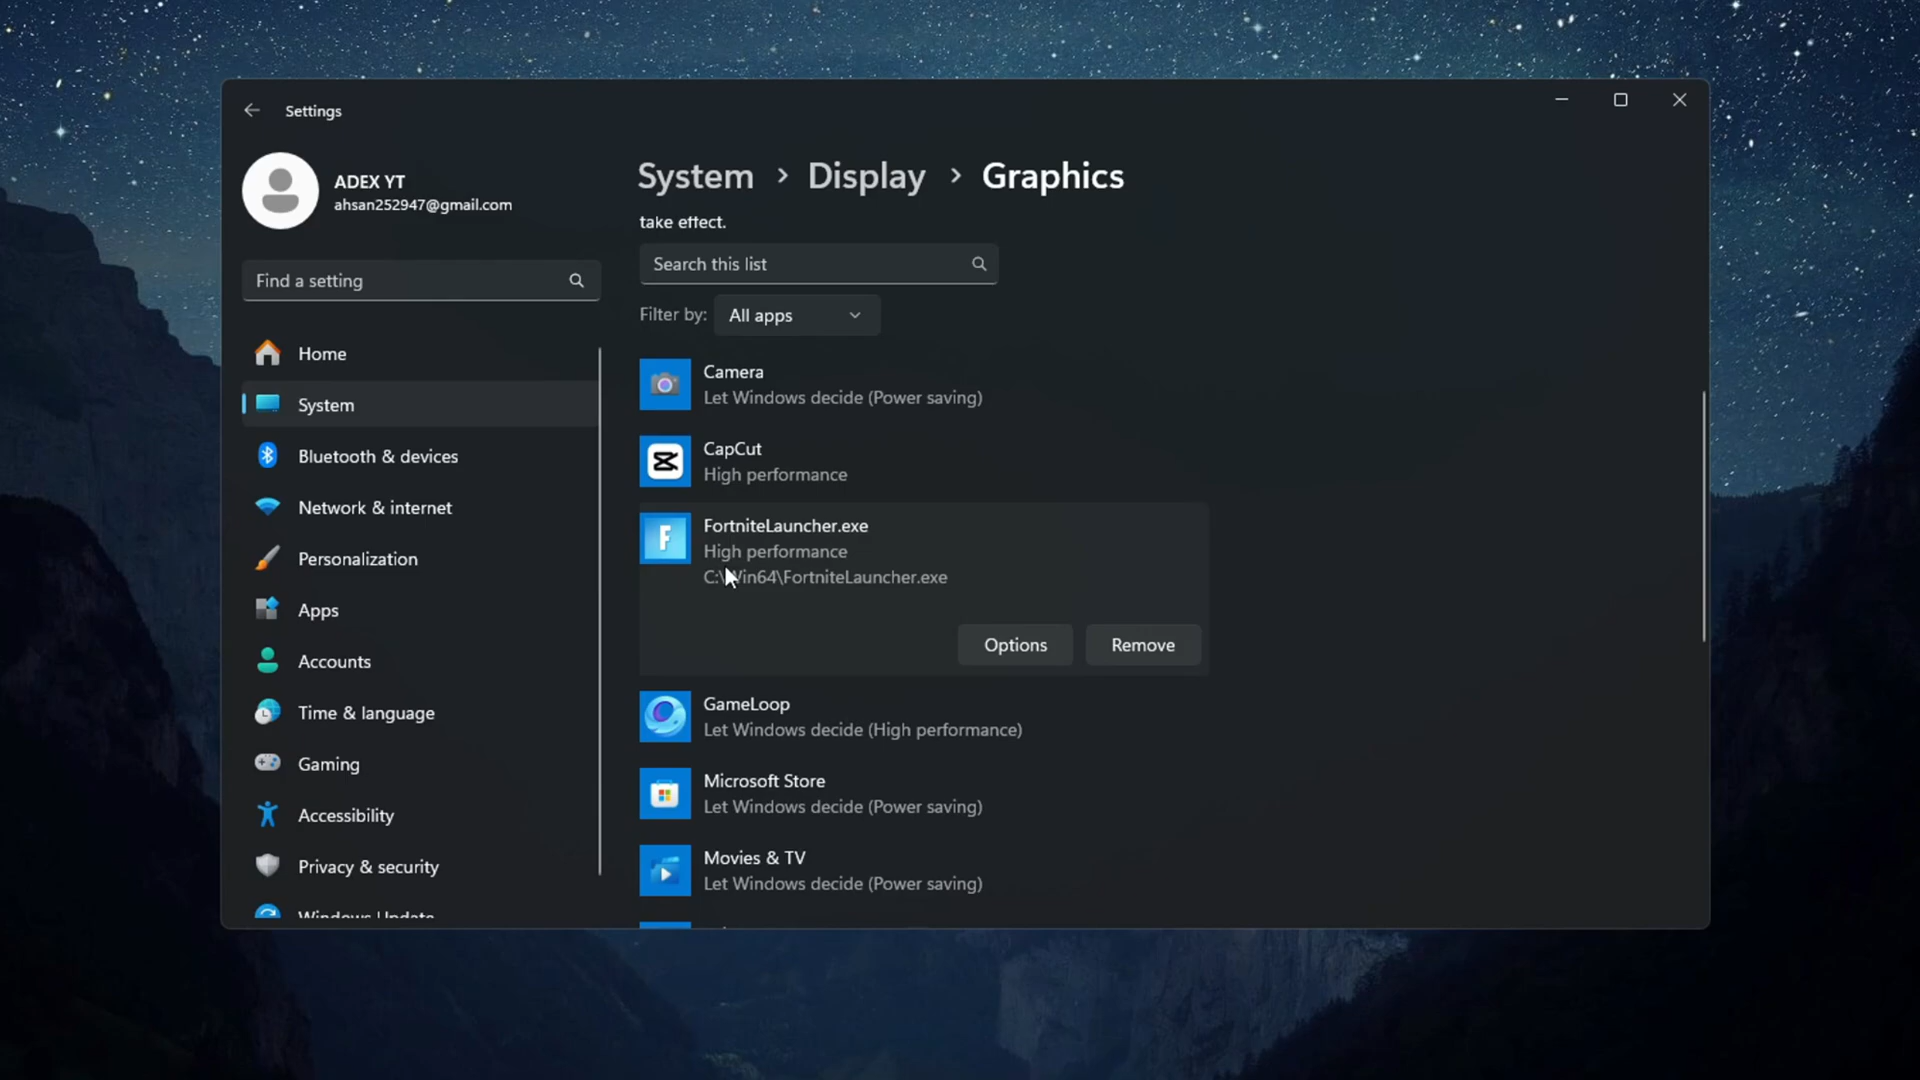 Settings
ADEX YT
ahsan252947@gmail.com
Find a setting
Home
System
Bluetooth & devices
Network & internet
Personalization
Apps
Accounts
Time & language
Gaming
Accessibility
Privacy & security
Windows Update
System > Display > Graphics
take effect.
Search this list
Filter by: All apps
Camera
Let Windows decide (Power saving)
CapCut
High performance
F
FortniteLauncher.exe
High performance
C:\Win64\FortniteLauncher.exe
Options
Remove
GameLoop
Let Windows decide (High performance)
Microsoft Store
Let Windows decide (Power saving)
Movies & TV
Let Windows decide (Power saving)